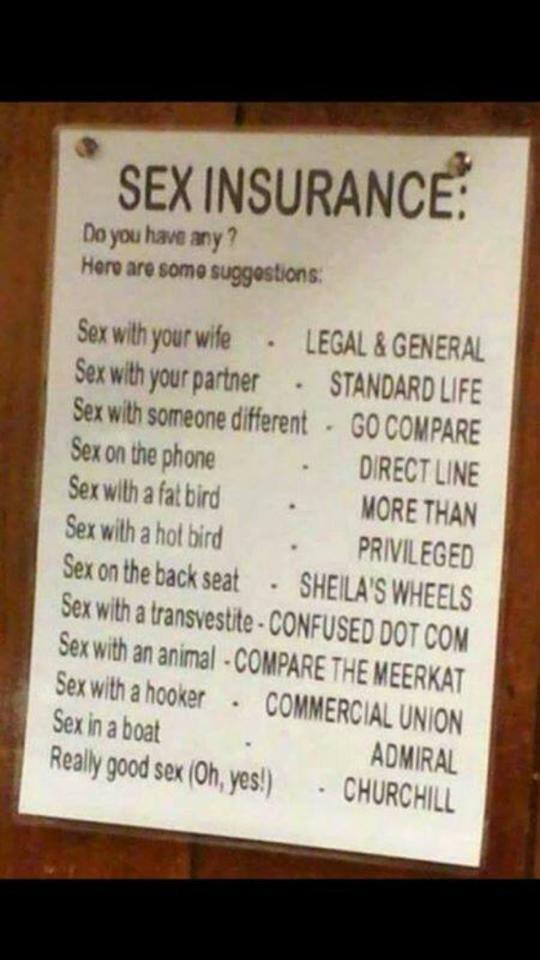 SEX INSURANCE:
Do you have any ?
Here are some suggestions:
Sex with your wife - LEGAL & GENERAL
Sex with your partner - STANDARD LIFE
Sex with someone different - GO COMPARE
Sex on the phone - DIRECT LINE
Sex with a fat bird - MORE THAN
Sex with a hot bird - PRIVILEGED
Sex on the back seat - SHEILA'S WHEELS
Sex with a transvestite - CONFUSED DOT COM
Sex with an animal - COMPARE THE MEERKAT
Sex with a hooker - COMMERCIAL UNION
Sex in a boat - ADMIRAL
Really good sex (Oh, yes!) - CHURCHILL